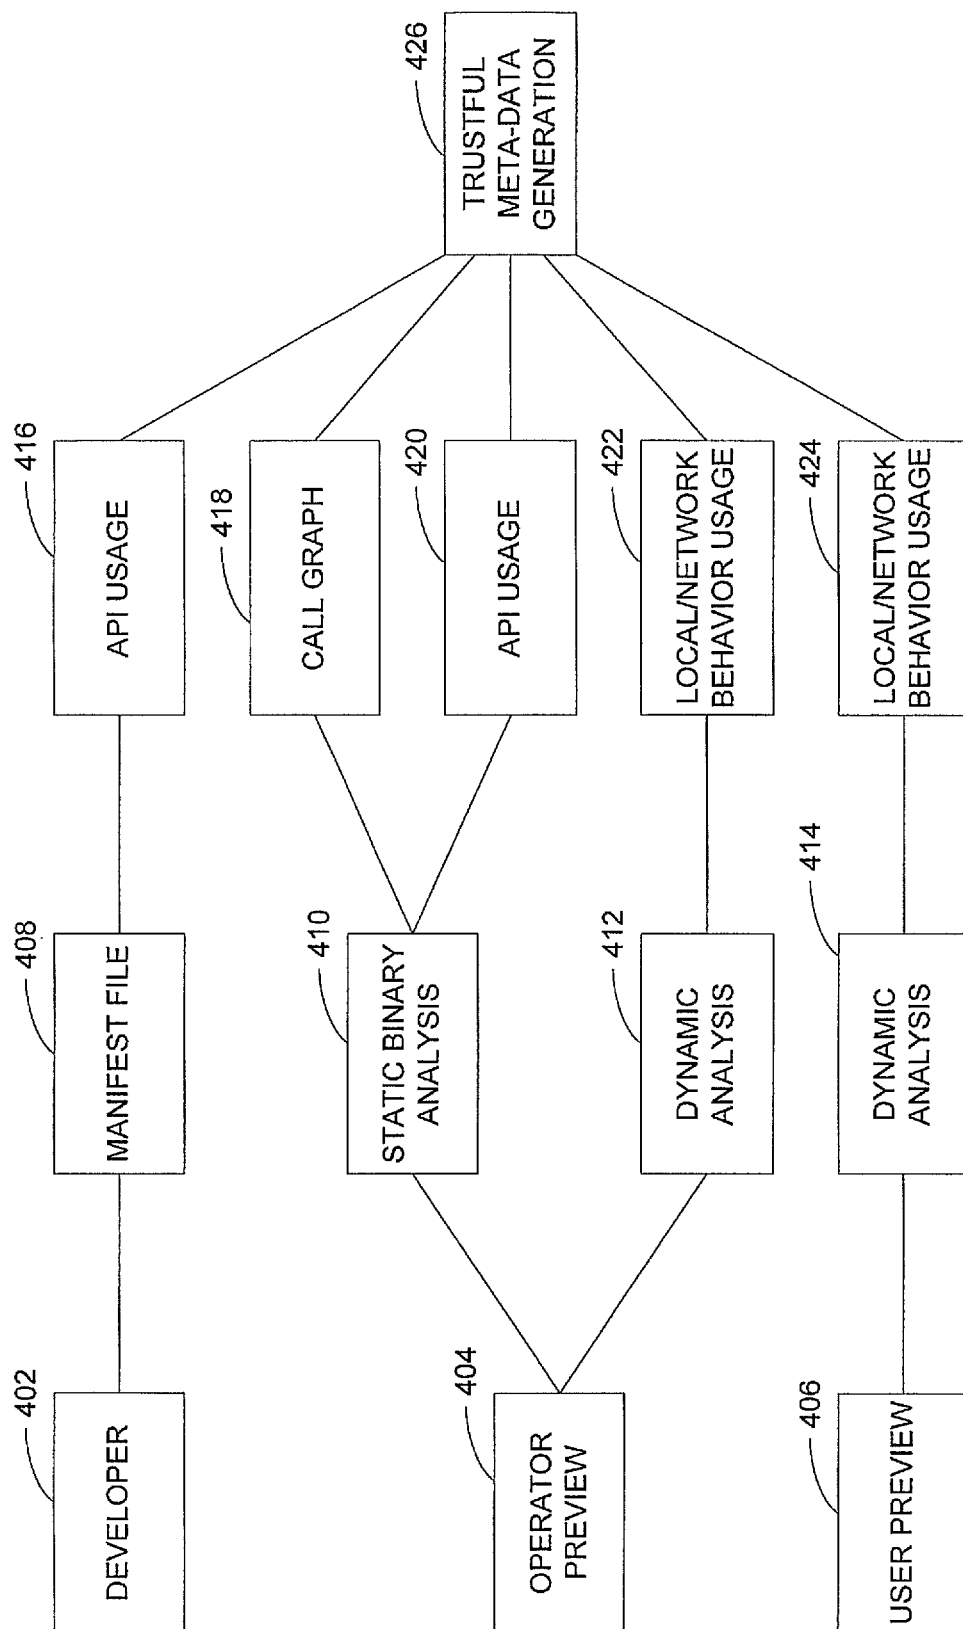 402
DEVELOPER
408
MANIFEST FILE
416
API USAGE
418
CALL GRAPH
404
OPERATOR
PREVIEW
410
STATIC BINARY
ANALYSIS
420
API USAGE
426
TRUSTFUL
META-DATA
GENERATION
412
DYNAMIC
ANALYSIS
422
LOCAL/NETWORK
BEHAVIOR USAGE
406
USER PREVIEW
414
DYNAMIC
ANALYSIS
424
LOCAL/NETWORK
BEHAVIOR USAGE